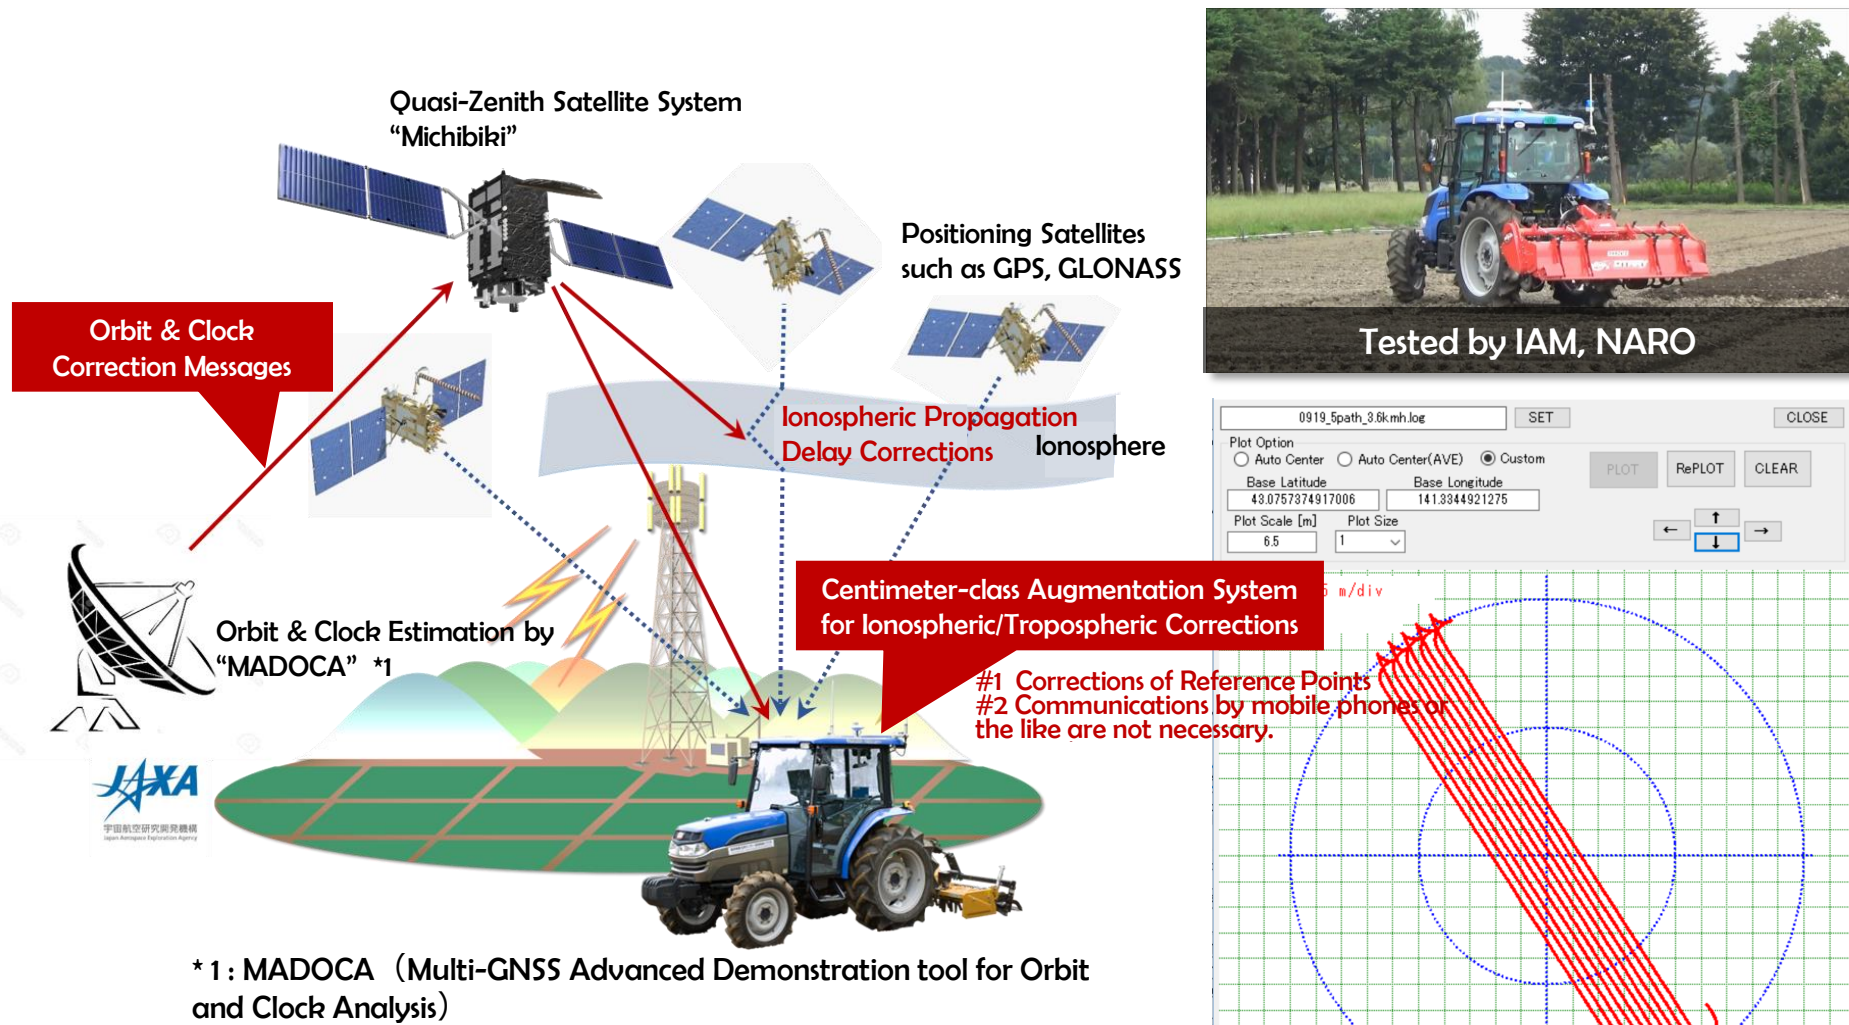 Quasi-Zenith Satellite System
“Michibiki”
Positioning Satellites
such as GPS, GLONASS
Orbit & Clock
Correction Messages
Ionospheric Propagation
Delay Corrections
Ionosphere
Orbit & Clock Estimation by
“MADOCA” *1
Centimeter-class Augmentation System
for Ionospheric/Tropospheric Corrections
#1 Corrections of Reference Points
#2 Communications by mobile phones or
the like are not necessary.
JAXA
宇宙航空研究開発機構
Japan Aerospace Exploration Agency
*1: MADOCA （Multi-GNSS Advanced Demonstration tool for Orbit
and Clock Analysis）
Tested by IAM, NARO
0919_5path_3.6kmh.log
SET
CLOSE
Plot Option
Auto Center
Auto Center(AVE)
Custom
PLOT
RePLOT
CLEAR
Base Latitude
Base Longitude
43.0757374917006
141.3344921275
Plot Scale [m]
Plot Size
6.5
1
←
↑
↓
→
5 m/div